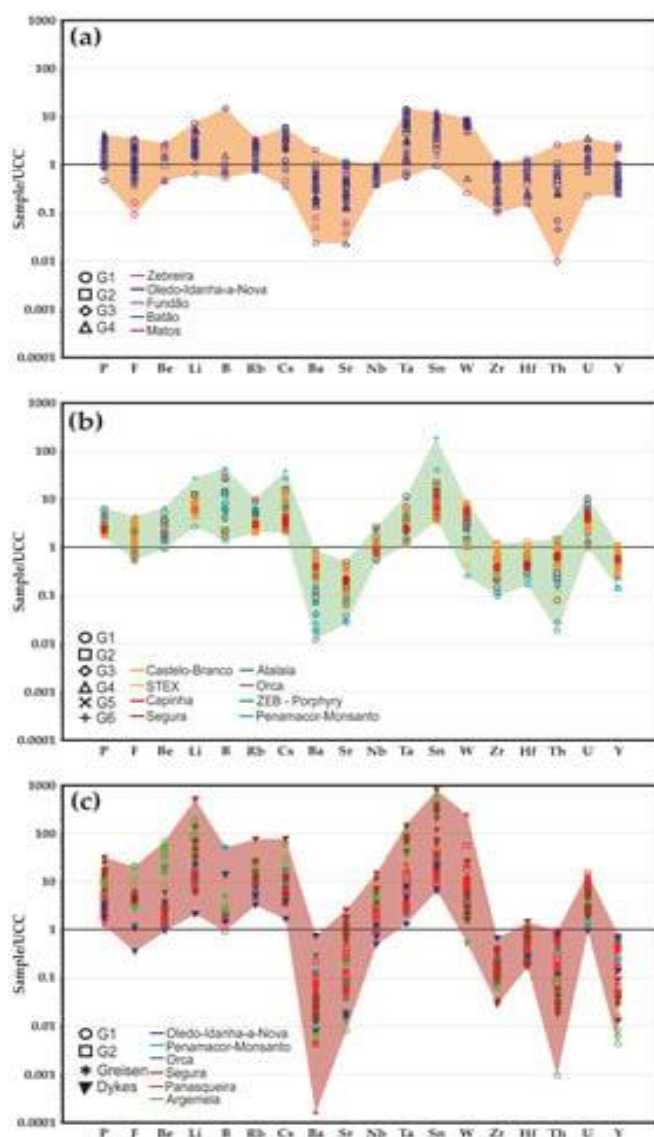 (a)
1000
100
10
1
0.1
0.01
0.001
0.0001
Sample/UCC
G1
G2
G3
G4
Zebreira
Oledo-Idanha-a-Nova
Fundão
Batão
Matos
P F Be Li B Rb Cs Ba Sr Nb Ta Sn W Zr Hf Th U Y
(b)
1000
100
10
1
0.1
0.01
0.001
0.0001
Sample/UCC
G1
G2
G3
G4
G5
G6
Castelo-Branco
STEX
Capinha
Segura
Atalaia
Orca
ZEB - Porphyry
Penamacor-Monsanto
P F Be Li B Rb Cs Ba Sr Nb Ta Sn W Zr Hf Th U Y
(c)
1000
100
10
1
0.1
0.01
0.001
0.0001
Sample/UCC
G1
G2
Greisen
Dykes
Oledo-Idanha-a-Nova
Penamacor-Monsanto
Orca
Segura
Panasqueira
Argemela
P F Be Li B Rb Cs Ba Sr Nb Ta Sn W Zr Hf Th U Y